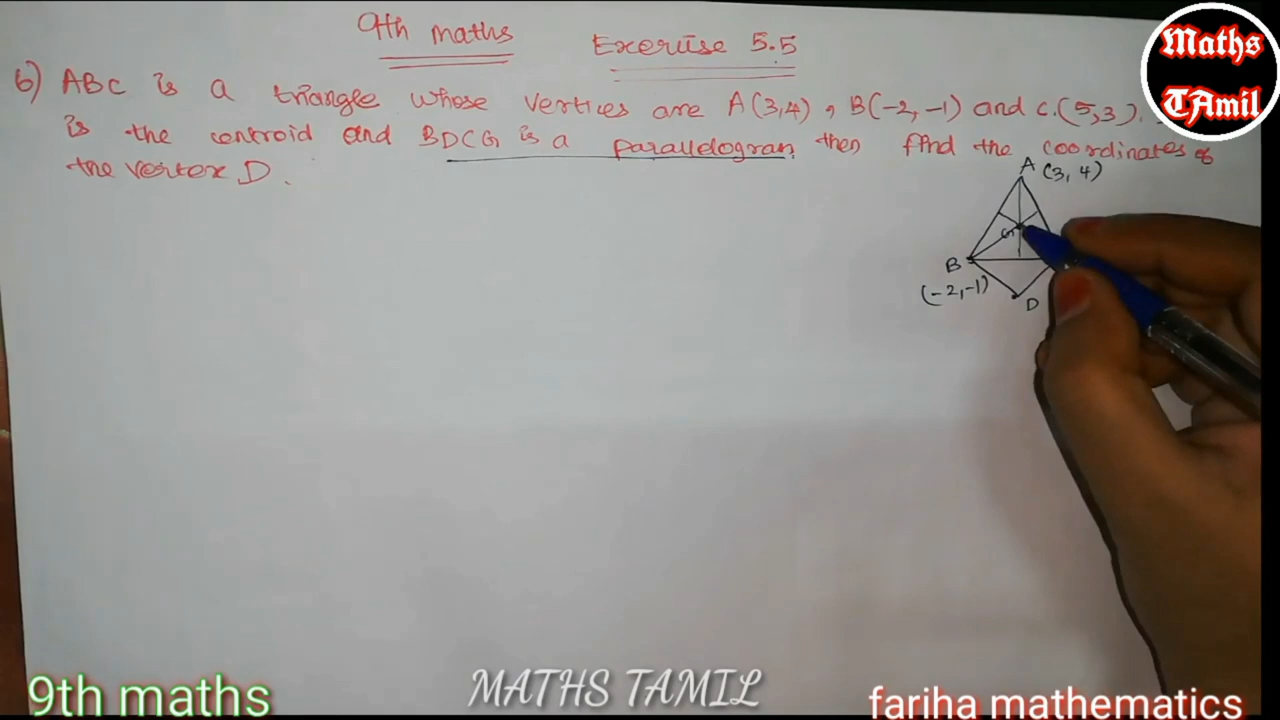 9th maths Exercise 5.5
6) ABC is a triangle whose vertices are A(3,4) , B(-2,-1) and c.(5,3).
is the centroid and BDCG is a parallelogram, then find the coordinates of
the vertex D .
A (3, 4)
G
B
(-2,-1)
D
Maths
TAmil
9th maths
MATHS TAMIL
fariha mathematics